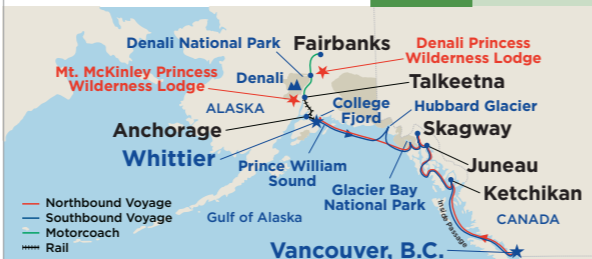 Denali National Park
Fairbanks
Denali Princess
Wilderness Lodge
Mt. McKinley Princess
Wilderness Lodge
Denali
Talkeetna
ALASKA
College
Fjord
Hubbard Glacier
Anchorage
Skagway
Whittier
Prince William
Sound
Juneau
Glacier Bay
National Park
Ketchikan
Northbound Voyage
Southbound Voyage
Motorcoach
Rail
Gulf of Alaska
Inside Passage
CANADA
Vancouver, B.C.